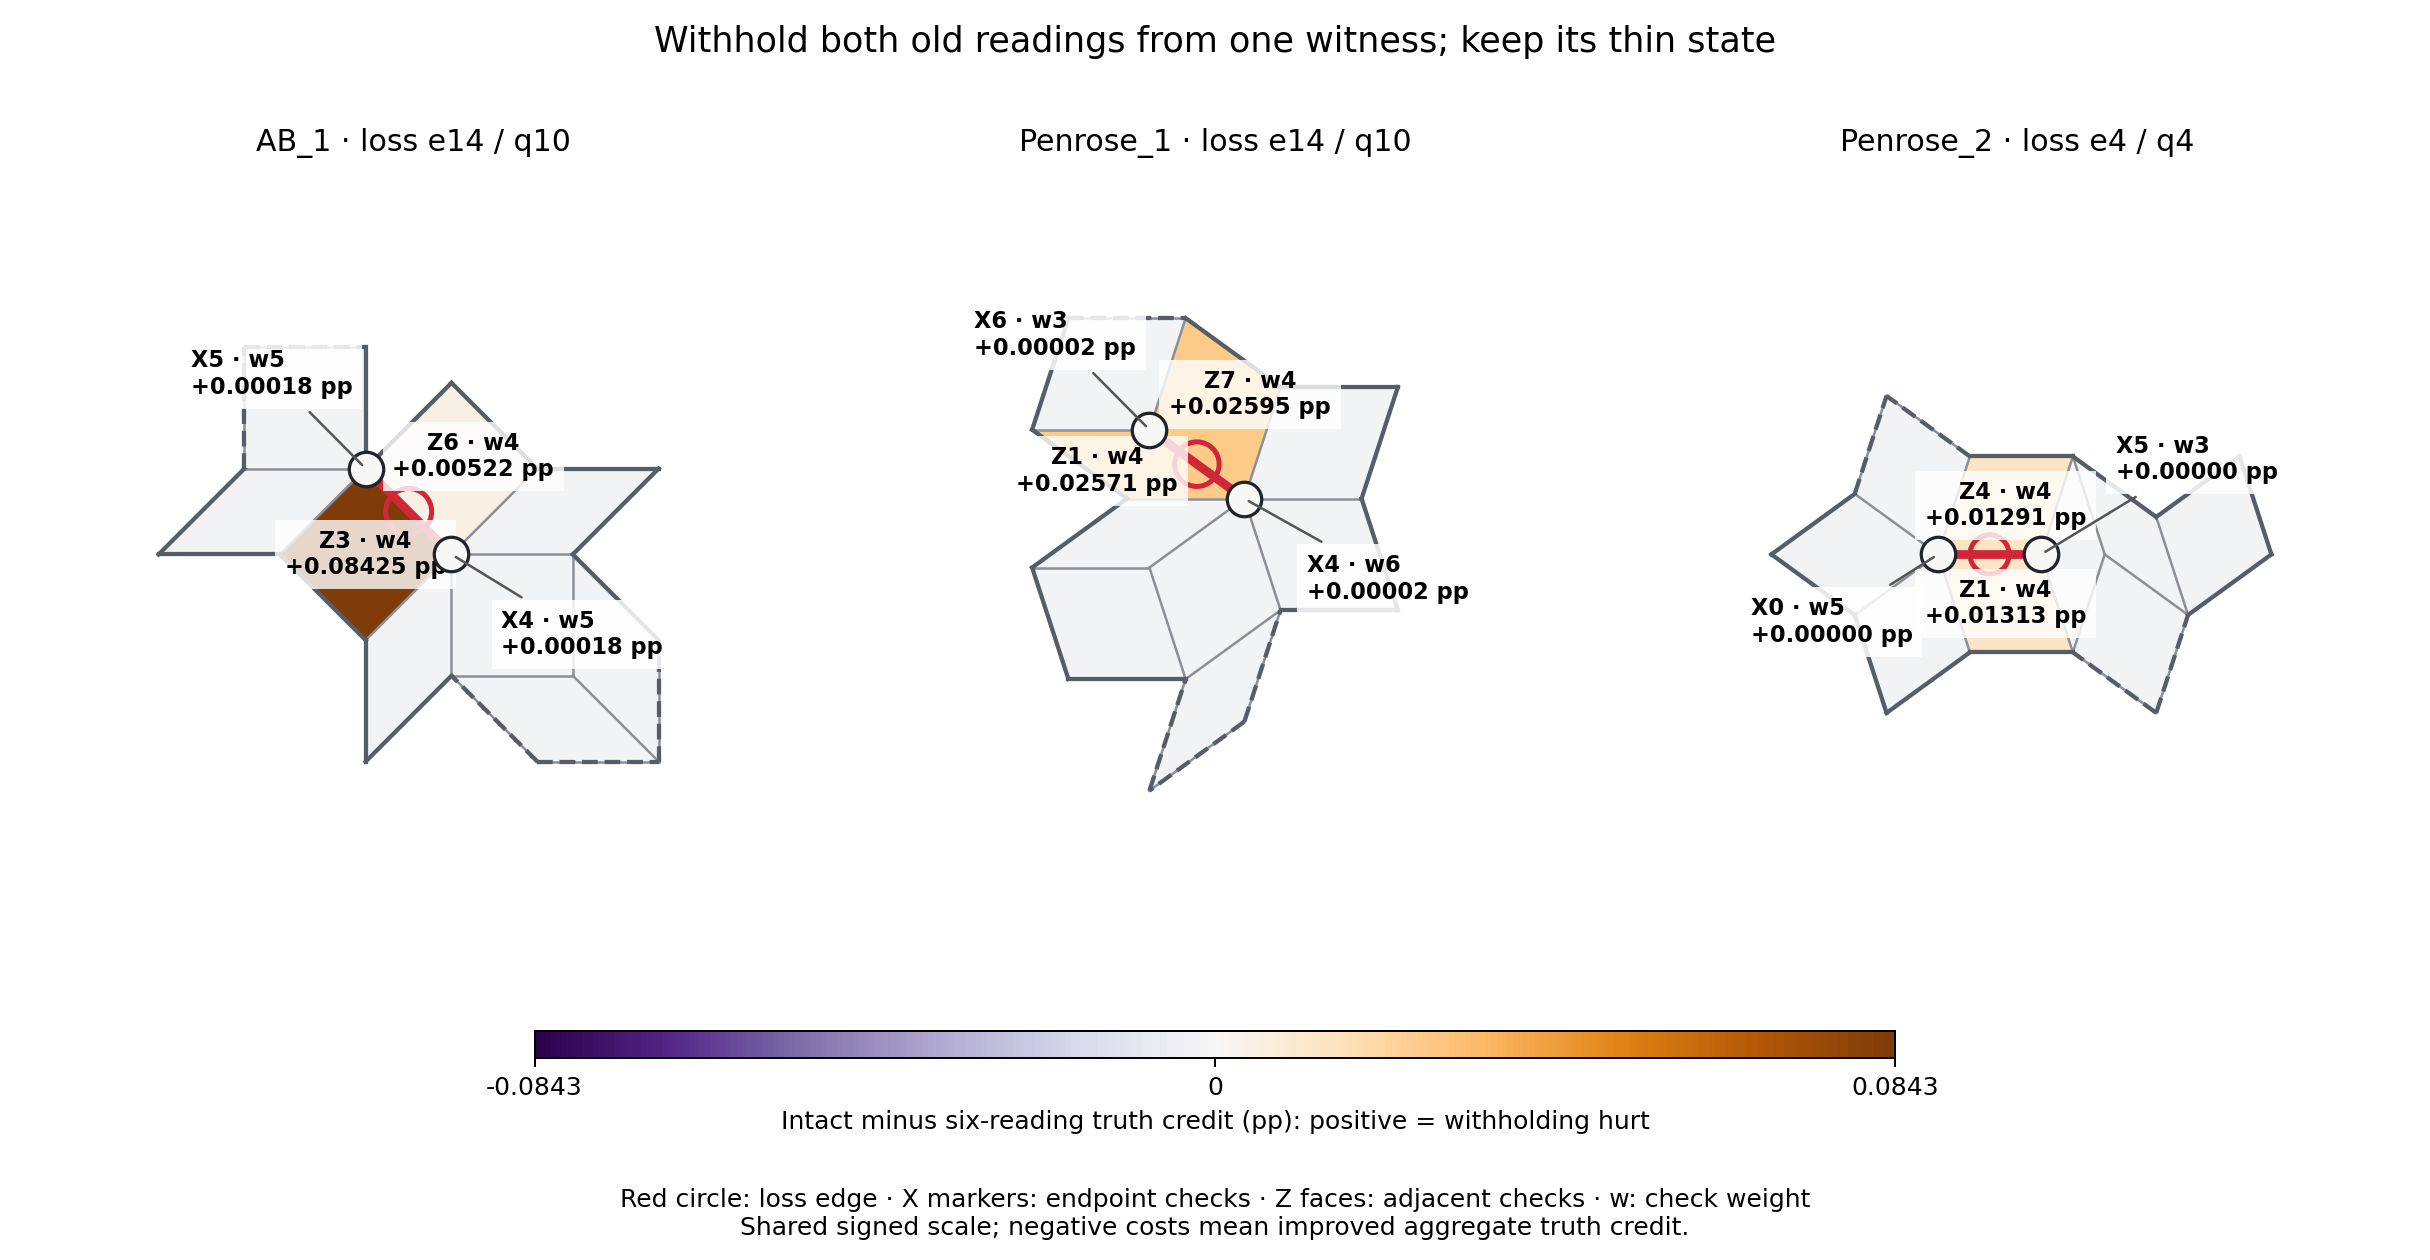 Withhold both old readings from one witness; keep its thin state
AB_1 · loss e14 / q10
X5 · w5
+0.00018 pp
Z6 · w4
+0.00522 pp
Z3 · w4
+0.08425 pp
X4 · w5
+0.00018 pp
Penrose_1 · loss e14 / q10
X6 · w3
+0.00002 pp
Z7 · w4
+0.02595 pp
Z1 · w4
+0.02571 pp
X4 · w6
+0.00002 pp
Penrose_2 · loss e4 / q4
X5 · w3
+0.00000 pp
Z4 · w4
+0.01291 pp
Z1 · w4
+0.01313 pp
X0 · w5
+0.00000 pp
-0.0843
0
0.0843
Intact minus six-reading truth credit (pp): positive = withholding hurt
Red circle: loss edge · X markers: endpoint checks · Z faces: adjacent checks · w: check weight
Shared signed scale; negative costs mean improved aggregate truth credit.